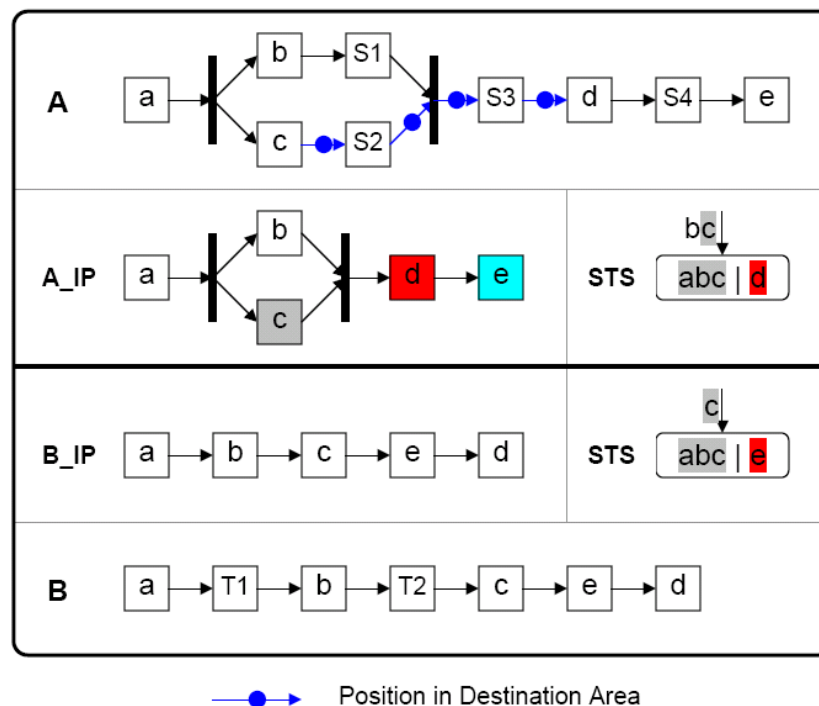 b S1
A a S3 d S4 e
c S2
b bc
A_IP a d e STS abc | d
c
c
B_IP a b c e d STS abc | e
B a T1 b T2 c e d
Position in Destination Area